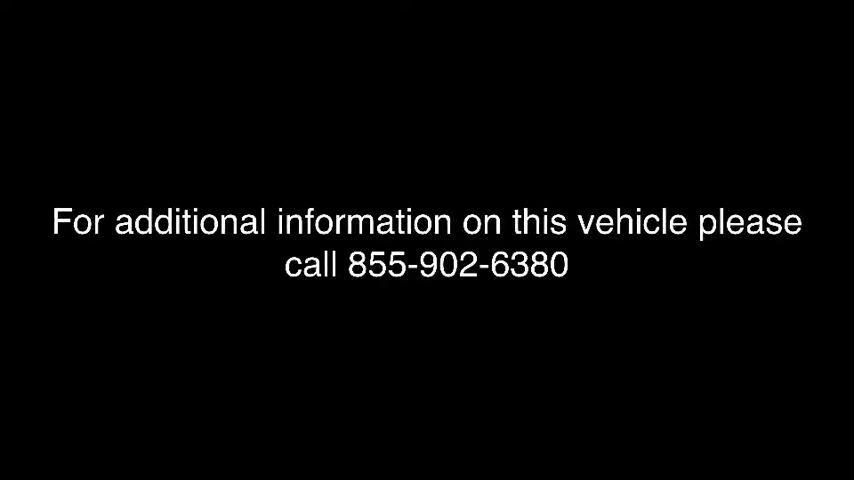 For additional information on this vehicle please
call 855-902-6380